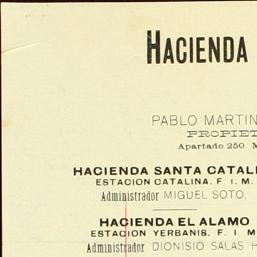 HACIENDA
PABLO MARTIN
PROPIET
Apartado 250. M
HACIENDA SANTA CATALI
ESTACION CATALINA. F. I. M.
Administrador MIGUEL SOTO,
HACIENDA EL ALAMO
ESTACION YERBANIS. F. I. M
Administrador DIONISIO SALAS H